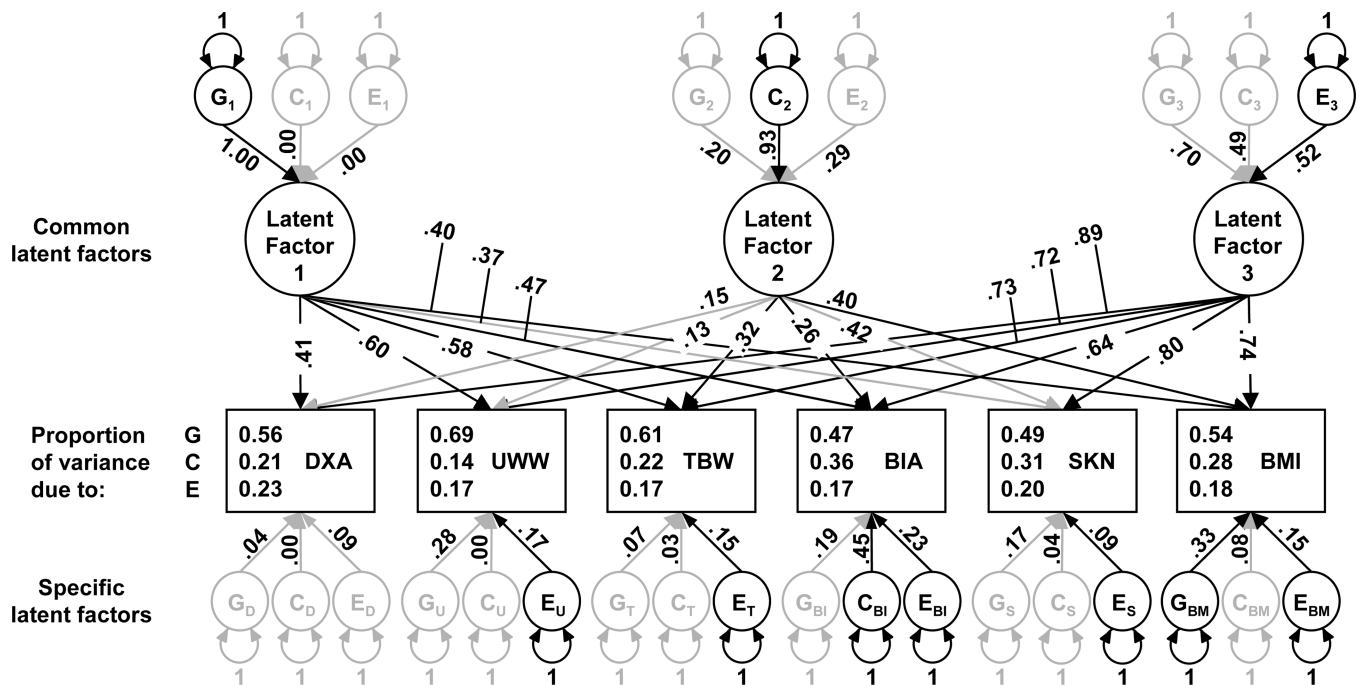 1 1 1 1 1 1 1 1 1
G1 C1 E1 G2 C2 E2 G3 C3 E3
1.00 .00 .00 .20 .93 .29 .70 .49 .52
Common
latent factors
Latent
Factor
1
Latent
Factor
2
Latent
Factor
3
.40 .37 .47 .15 .40 .73 .72 .89
.41 .60 .58 .13 .32 .26 .42 .64 .80 .74
Proportion
of variance
due to:
G
C
E
0.56
0.21 DXA
0.23
0.69
0.14 UWW
0.17
0.61
0.22 TBW
0.17
0.47
0.36 BIA
0.17
0.49
0.31 SKN
0.20
0.54
0.28 BMI
0.18
.04 .00 .09 .28 .00 .17 .07 .03 .15 .19 .45 .23 .17 .04 .09 .33 .08 .15
Specific
latent factors
GD CD ED GU CU EU GT CT ET GBI CBI EBI GS CS ES GBM CBM EBM
1 1 1 1 1 1 1 1 1 1 1 1 1 1 1 1 1 1